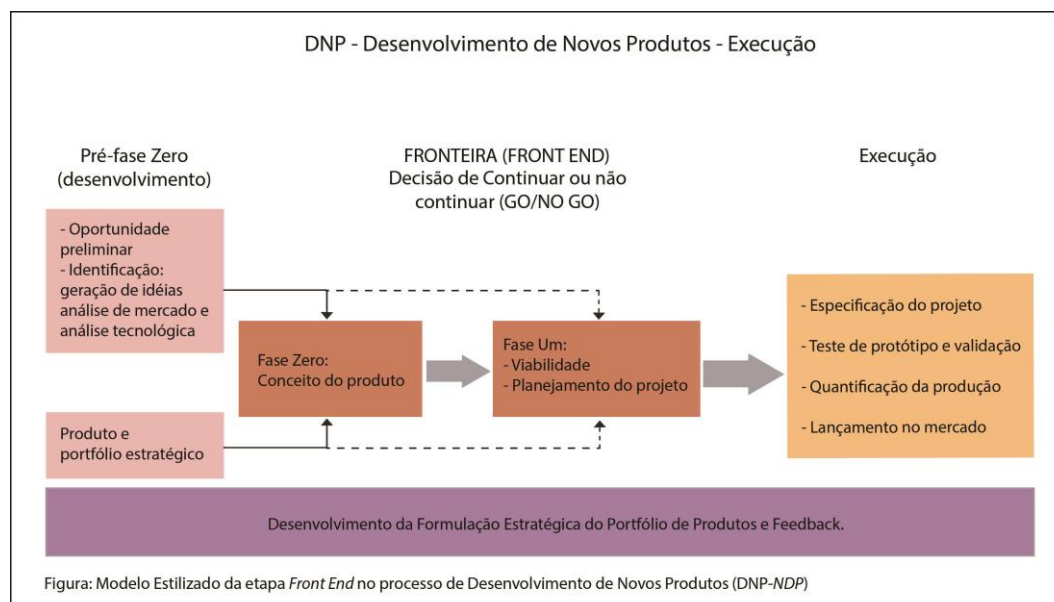 DNP - Desenvolvimento de Novos Produtos - Execução
Pré-fase Zero
(desenvolvimento)
FRONTEIRA (FRONT END)
Decisão de Continuar ou não
continuar (GO/NO GO)
Execução
- Oportunidade
preliminar
- Identificação:
geração de idéias
análise de mercado e
análise tecnológica
Produto e
portfólio estratégico
Fase Zero:
Conceito do produto
Fase Um:
- Viabilidade
- Planejamento do projeto
- Especificação do projeto
- Teste de protótipo e validação
- Quantificação da produção
- Lançamento no mercado
Desenvolvimento da Formulação Estratégica do Portfólio de Produtos e Feedback.
Figura: Modelo Estilizado da etapa Front End no processo de Desenvolvimento de Novos Produtos (DNP-NDP)